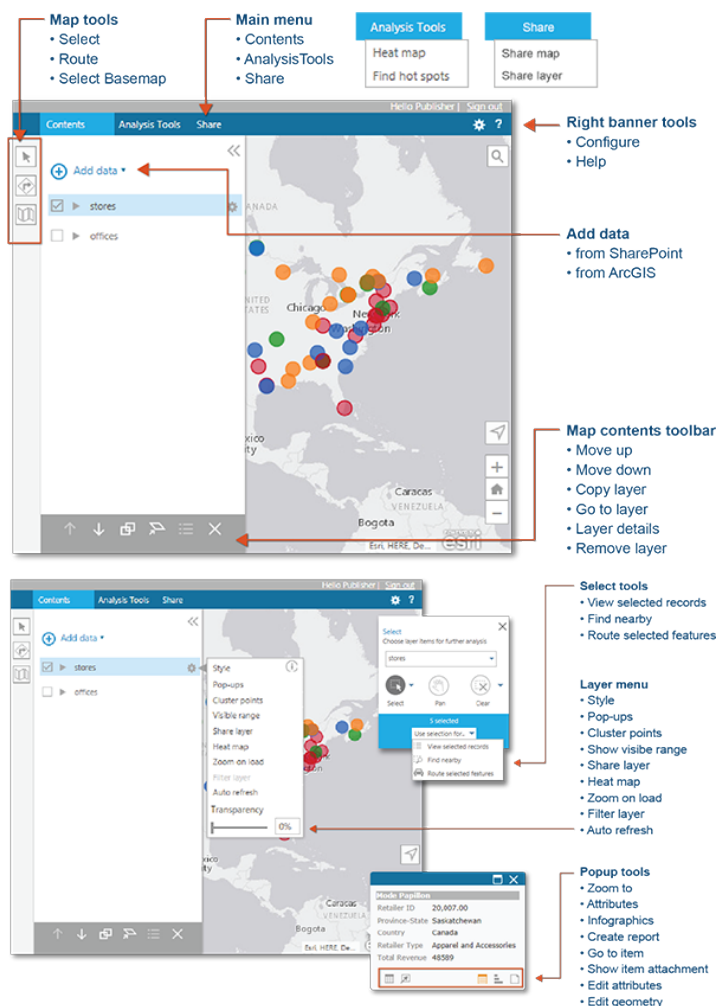 Map tools
• Select
• Route
• Select Basemap
Main menu
• Contents
• AnalysisTools
• Share
Analysis Tools
Heat map
Find hot spots
Share
Share map
Share layer
Hello Publisher | Sign out
Contents
Analysis Tools
Share
?
Right banner tools
• Configure
• Help
Add data
stores
offices
Add data
• from SharePoint
• from ArcGIS
CANADA
UNITED
STATES
Chicago
New York
Washington
Mexico
City
Caracas
VENEZUELA
Bogota
Esri, HERE, De...
esri
Map contents toolbar
• Move up
• Move down
• Copy layer
• Go to layer
• Layer details
• Remove layer
Hello Publisher | Sign out
Contents
Analysis Tools
Share
?
Add data
stores
offices
Style
Pop-ups
Cluster points
Visible range
Share layer
Heat map
Zoom on load
Filter layer
Auto refresh
Transparency
0%
Select
Choose layer items for further analysis
stores
Select
Pan
Clear
5 selected
Use selection for..
View selected records
Find nearby
Route selected features
Select tools
• View selected records
• Find nearby
• Route selected features
Layer menu
• Style
• Pop-ups
• Cluster points
• Show visibe range
• Share layer
• Heat map
• Zoom on load
• Filter layer
• Auto refresh
Caracas
VENEZUELA
Bogota
Esri, HERE, De...
Mode Papillon
Retailer ID 20,007.00
Province-State Saskatchewan
Country Canada
Retailer Type Apparel and Accessories
Total Revenue 48589
Popup tools
• Zoom to
• Attributes
• Infographics
• Create report
• Go to item
• Show item attachment
• Edit attributes
• Edit geometry